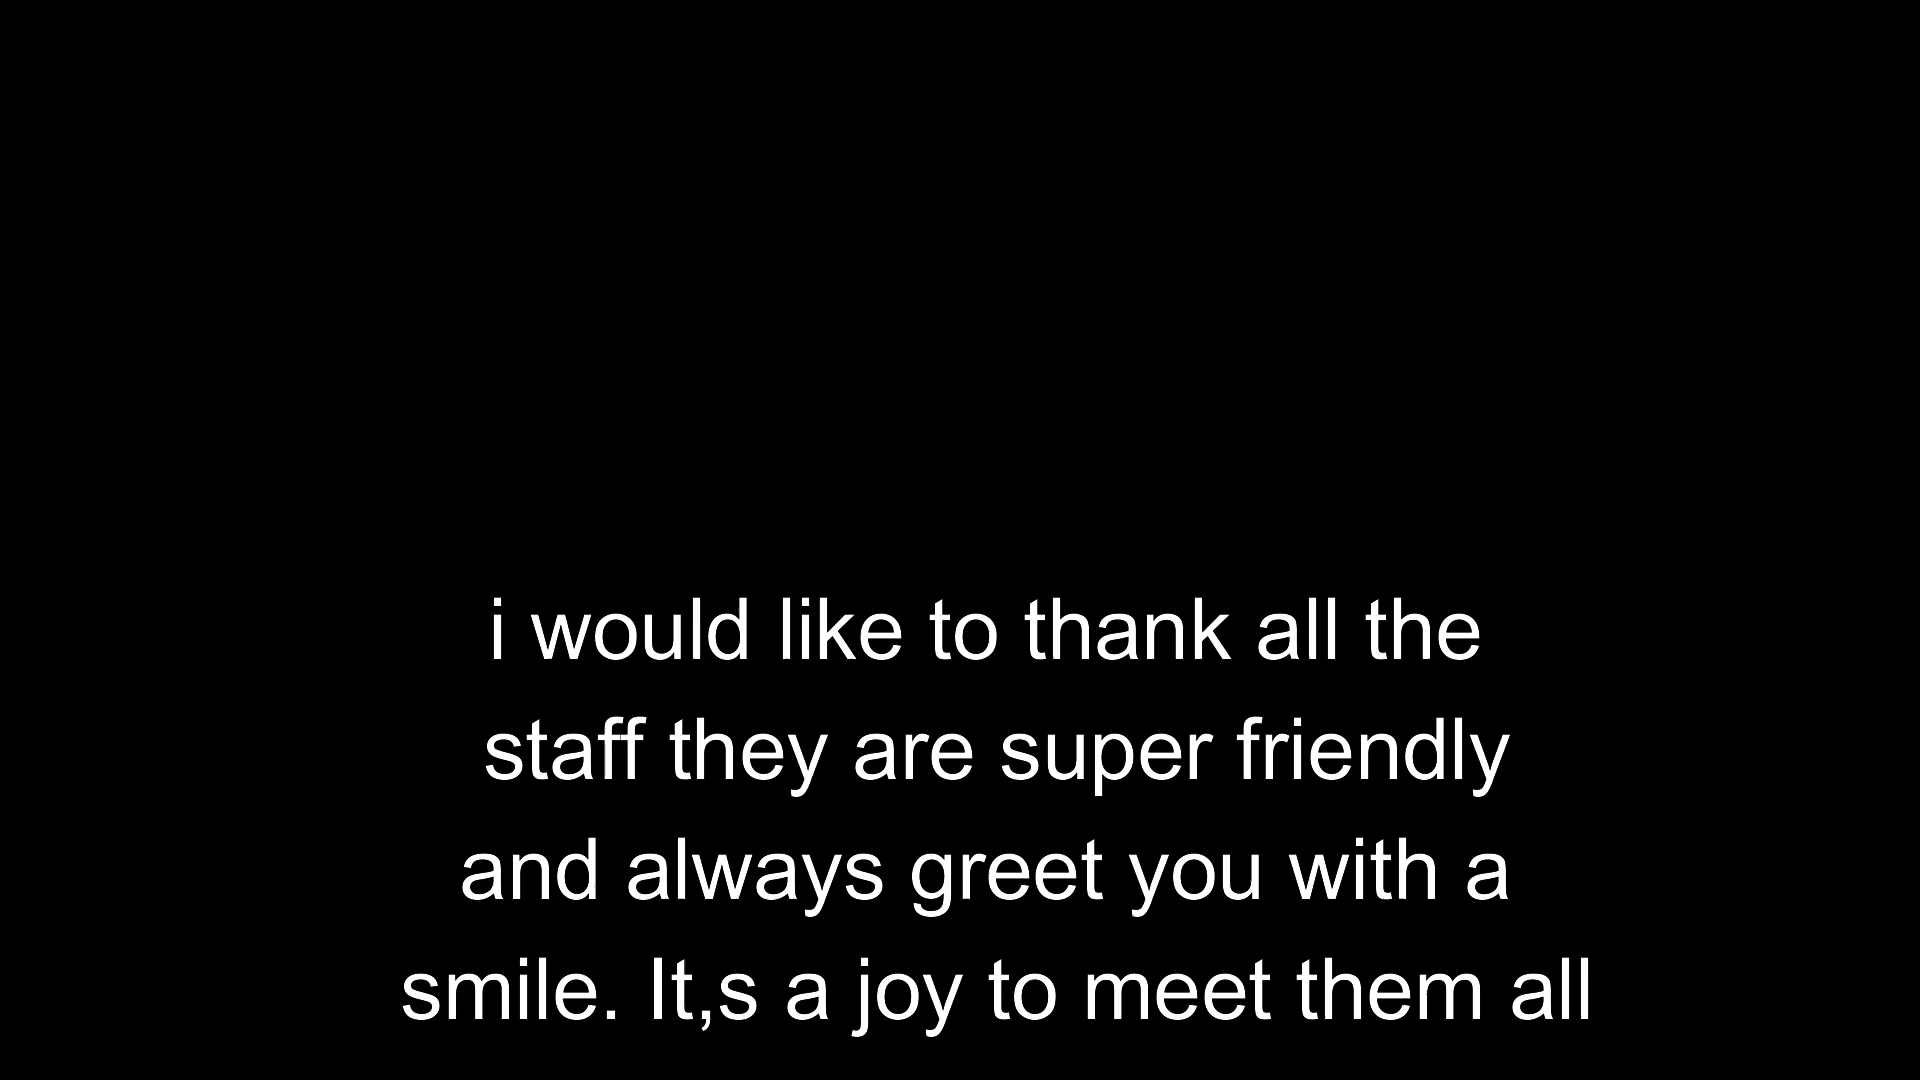 i would like to thank all the
staff they are super friendly
and always greet you with a
smile. It,s a joy to meet them all